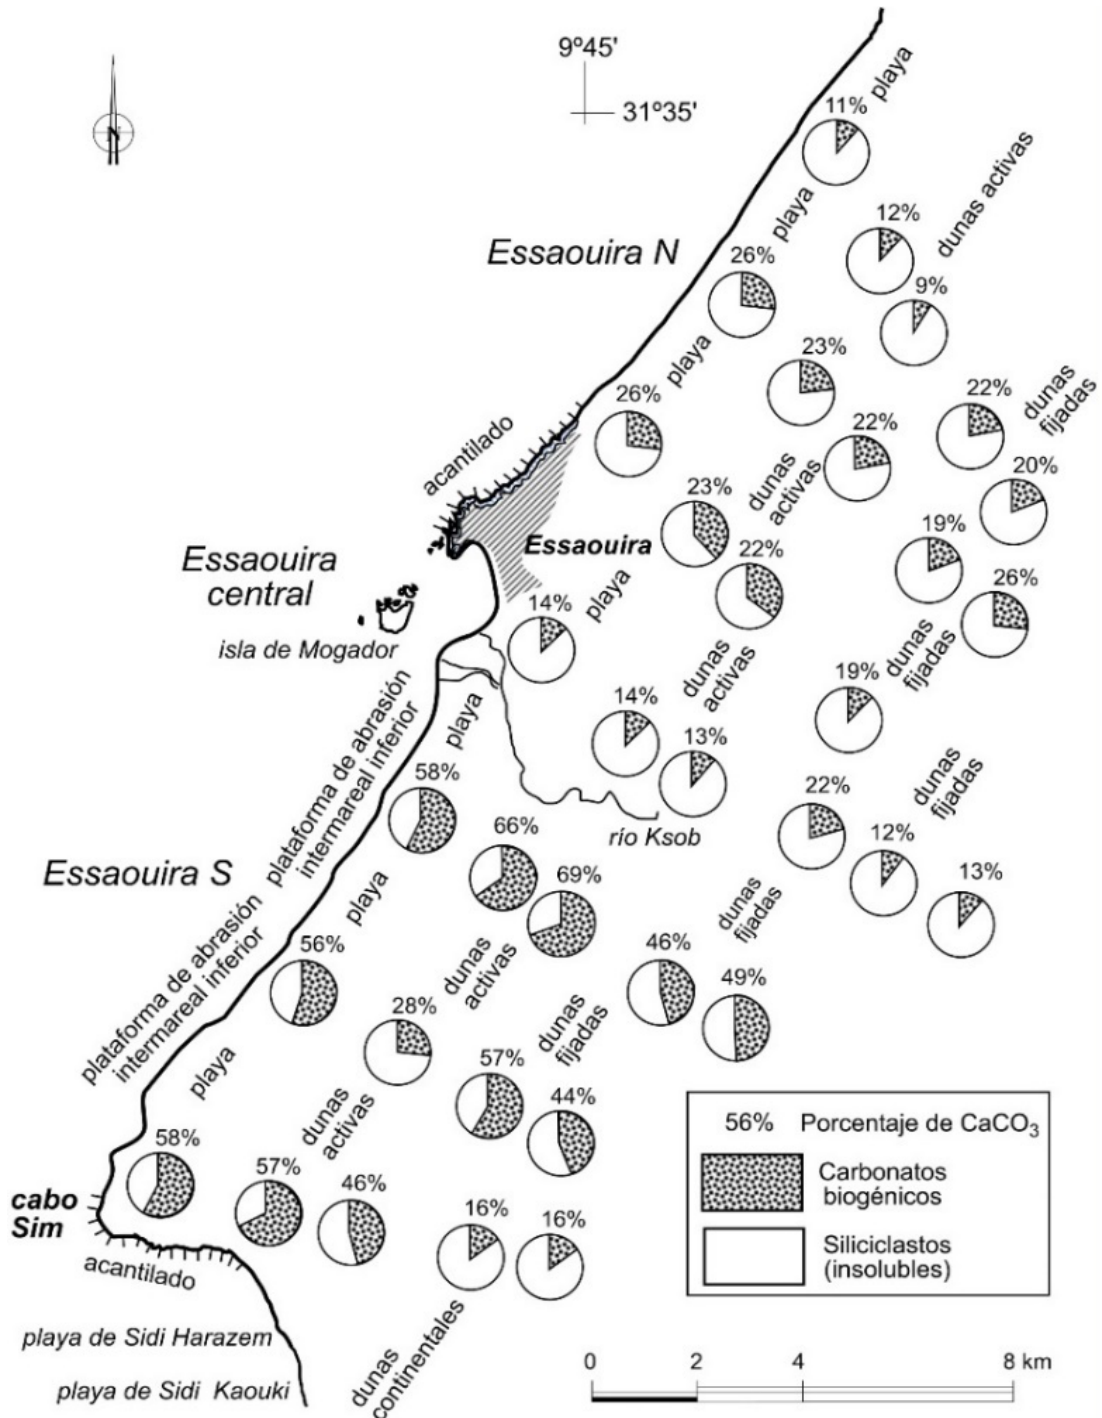 9º45'
31º35'
N
playa
11%
playa
12%
dunas activas
Essaouira N
26%
9%
playa
23%
dunas
fijadas
22%
26%
acantilado
22%
20%
dunas
activas
23%
19%
Essaouira
Essaouira
central
22%
26%
playa
14%
isla de Mogador
dunas
activas
dunas
fijadas
19%
plataforma de abrasión
intermareal inferior
playa
14%
13%
58%
dunas
fijadas
22%
río Ksob
66%
12%
Essaouira S
69%
13%
playa
dunas
fijadas
plataforma de abrasión
intermareal inferior
56%
dunas
activas
46%
49%
28%
dunas
fijadas
playa
57%
44%
dunas
activas
58%
57%
46%
cabo
Sim
16%
16%
acantilado
playa de Sidi Harazem
playa de Sidi Kaouki
dunas
continentales
56% Porcentaje de CaCO3
Carbonatos
biogénicos
Siliciclastos
(insolubles)
0 2 4 8 km